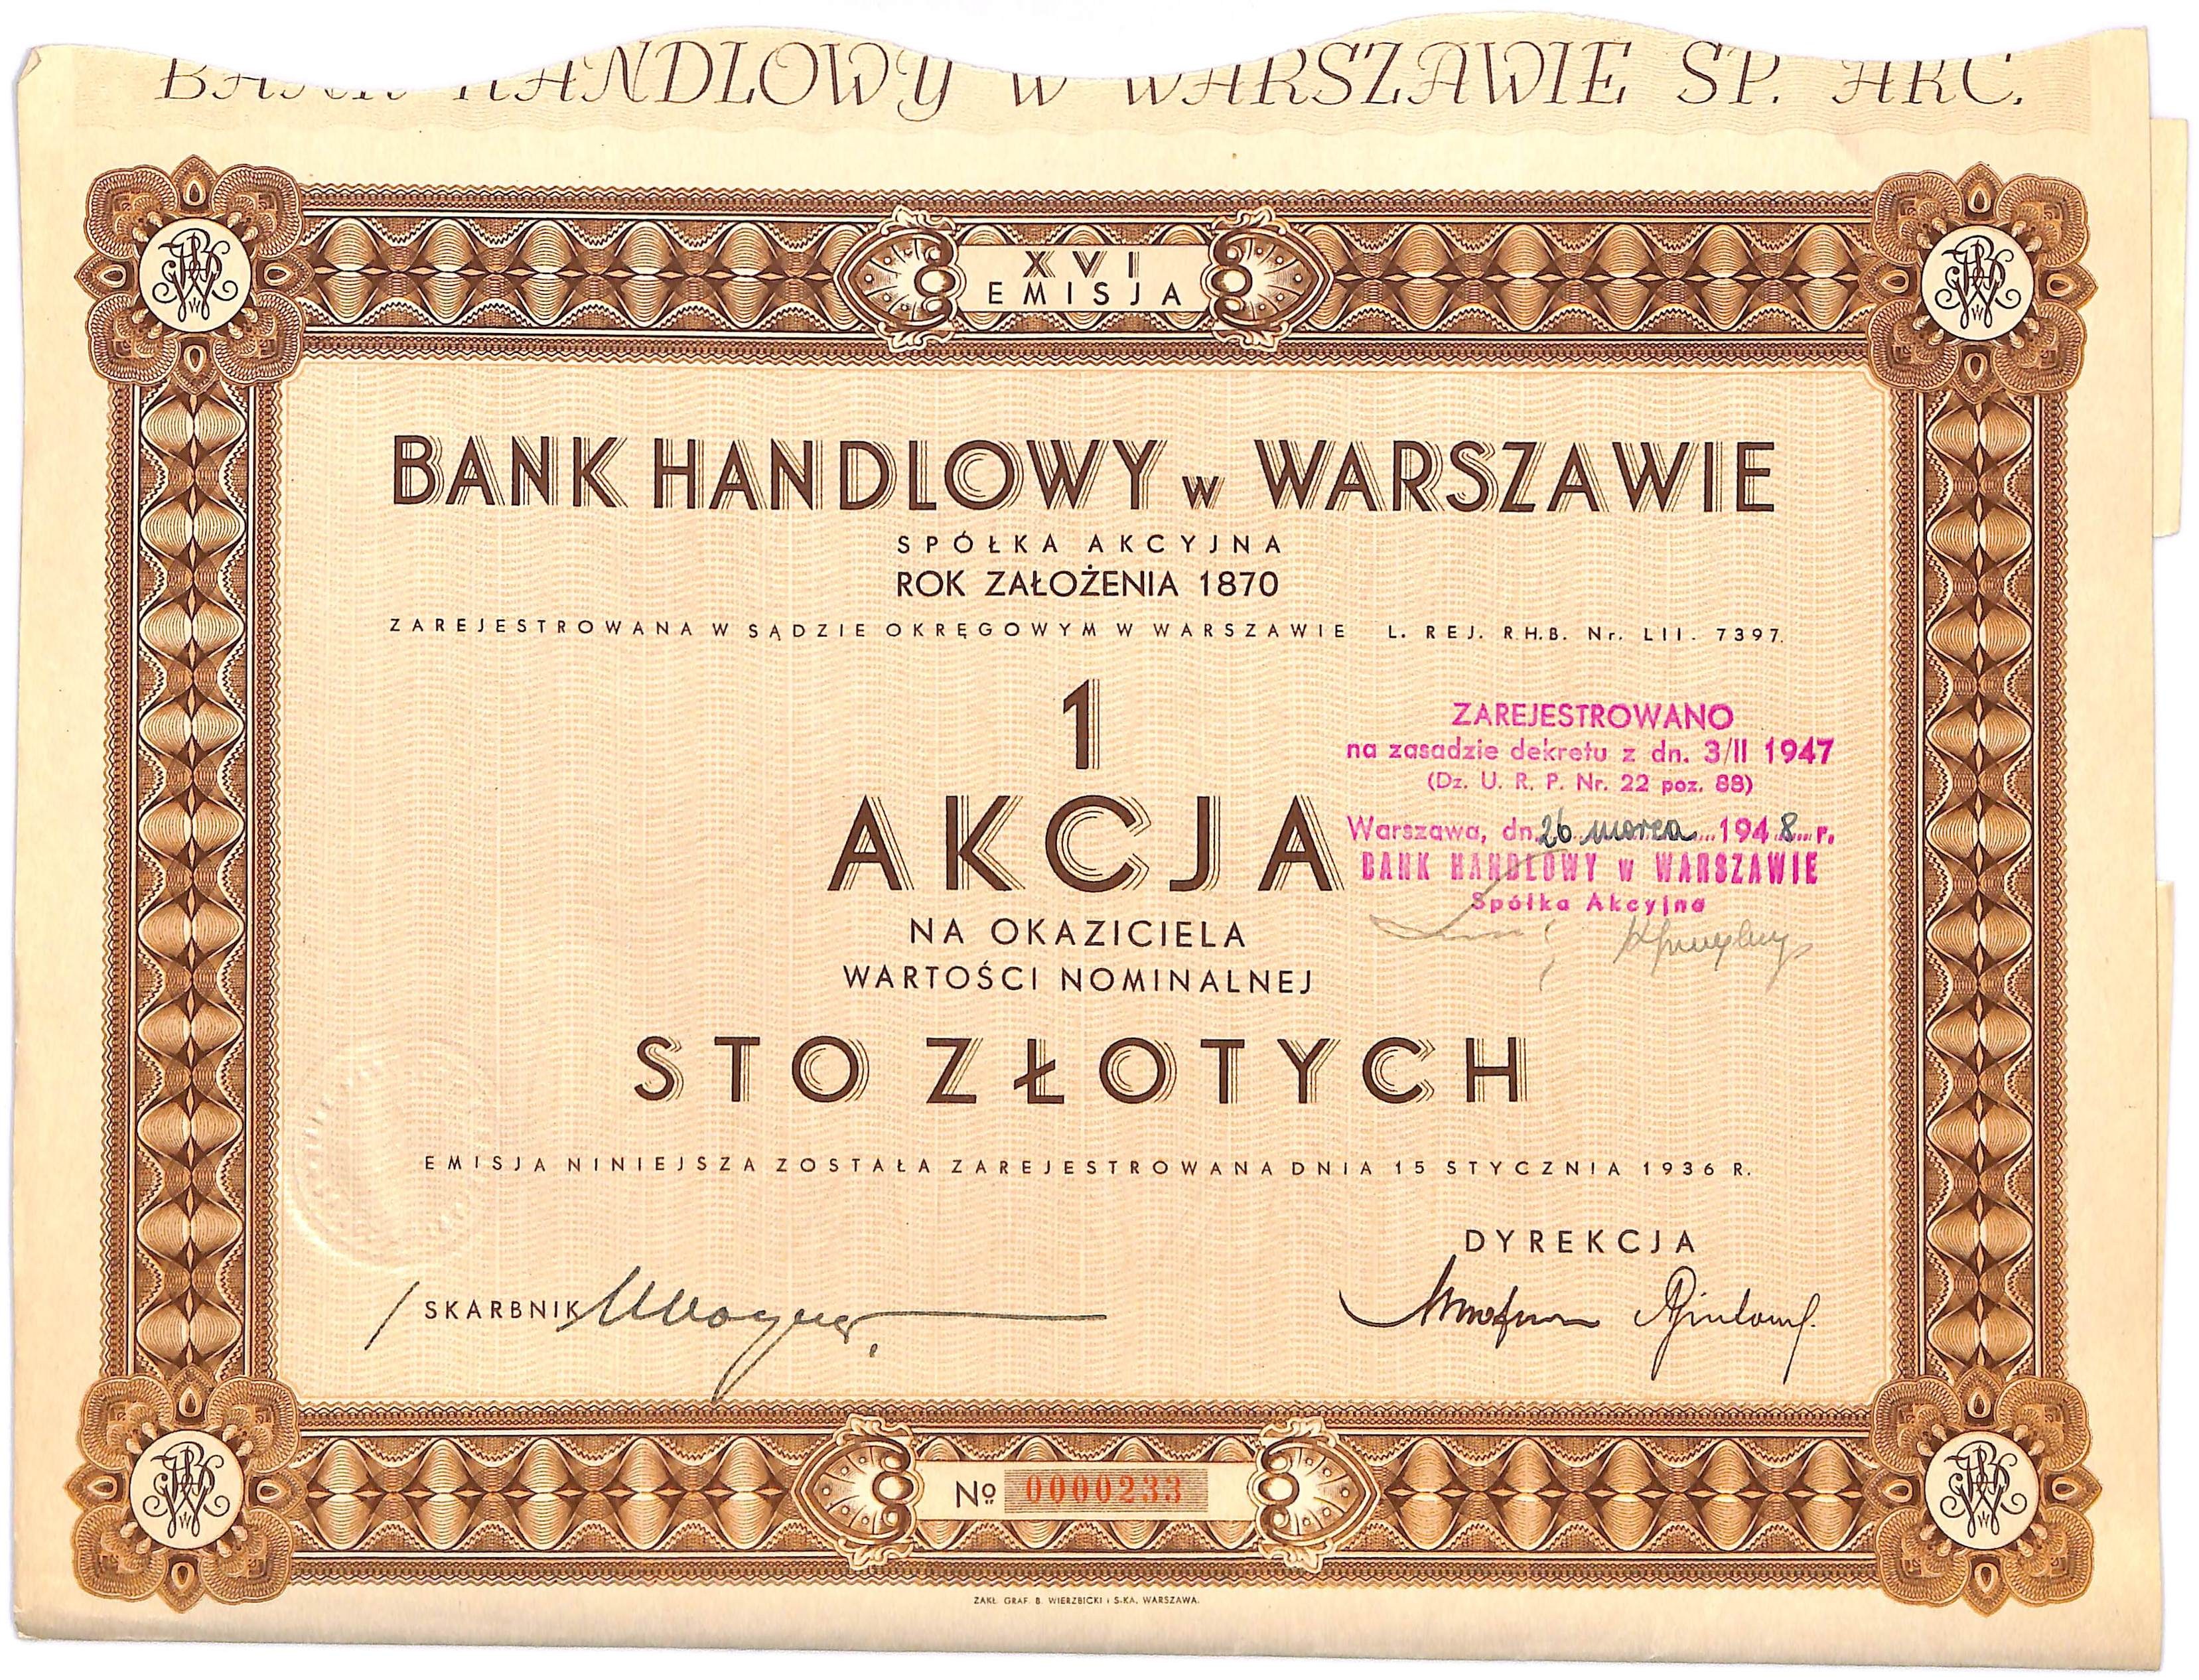 BANK HANDLOWY W WARSZAWIE SP. AKC.
XVI
EMISJA
BANK HANDLOWY w WARSZAWIE
SPÓŁKA AKCYJNA
ROK ZAŁOŻENIA 1870
ZAREJESTROWANA W SĄDZIE OKRĘGOWYM W WARSZAWIE L. REJ. R.H.B. Nr. LII. 7397.
1
AKCJA
NA OKAZICIELA
WARTOŚCI NOMINALNEJ
STO ZŁOTYCH
ZAREJESTROWANO
na zasadzie dekretu z dn. 3/II 1947
(Dz. U. R. P. Nr. 22 poz. 88)
Warszawa, dn. 26 marca 1948 r.
BANK HANDLOWY w WARSZAWIE
Spółka Akcyjna
EMISJA NINIEJSZA ZOSTAŁA ZAREJESTROWANA DNIA 15 STYCZNIA 1936 R.
DYREKCJA
SKARBNIK
No 0000233
ZAKŁ. GRAF. B. WIERZBICKI i S-KA, WARSZAWA.